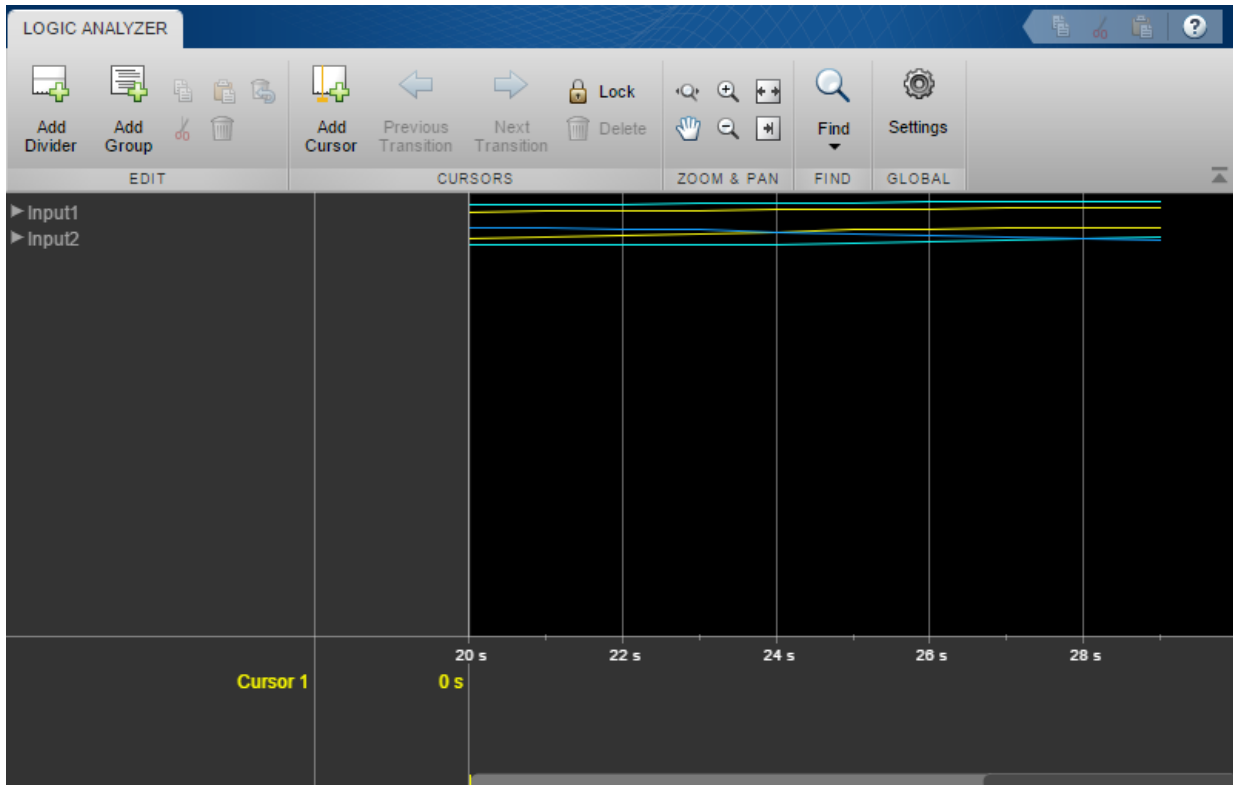 LOGIC ANALYZER
?
Add Divider
Add Group
Add Cursor
Previous Transition
Next Transition
Lock
Delete
Find
Settings
EDIT
CURSORS
ZOOM & PAN
FIND
GLOBAL
Input1
Input2
20 s 22 s 24 s 26 s 28 s
Cursor 1 0 s